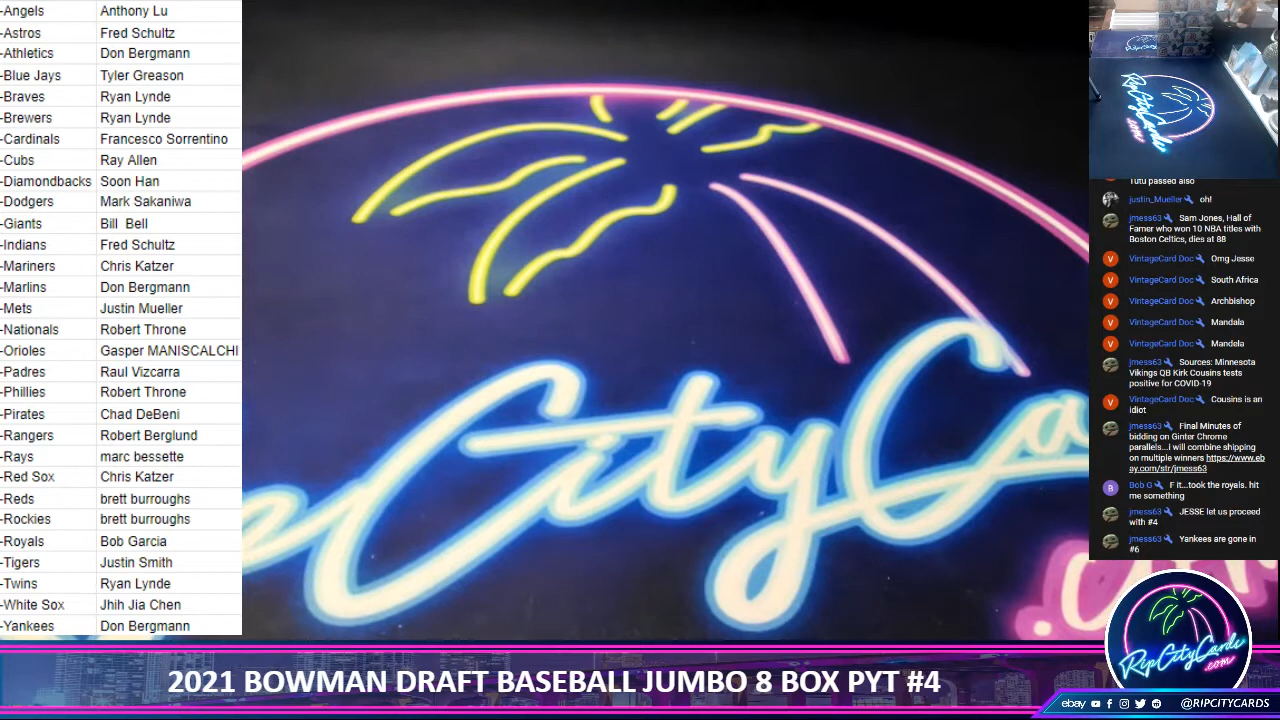 -Angels Anthony Lu
-Astros Fred Schultz
-Athletics Don Bergmann
-Blue Jays Tyler Greason
-Braves Ryan Lynde
-Brewers Ryan Lynde
-Cardinals Francesco Sorrentino
-Cubs Ray Allen
-Diamondbacks Soon Han
-Dodgers Mark Sakaniwa
-Giants Bill Bell
-Indians Fred Schultz
-Mariners Chris Katzer
-Marlins Don Bergmann
-Mets Justin Mueller
-Nationals Robert Throne
-Orioles Gasper MANISCALCHI
-Padres Raul Vizcarra
-Phillies Robert Throne
-Pirates Chad DeBeni
-Rangers Robert Berglund
-Rays marc bessette
-Red Sox Chris Katzer
-Reds brett burroughs
-Rockies brett burroughs
-Royals Bob Garcia
-Tigers Justin Smith
-Twins Ryan Lynde
-White Sox Jhih Jia Chen
-Yankees Don Bergmann
City Ca
.C
RipCityCards
.com
Tutu passed also
justin_Mueller oh!
jmess63 Sam Jones, Hall of
Famer who won 10 NBA titles with
Boston Celtics, dies at 88
V VintageCard Doc Omg Jesse
V VintageCard Doc South Africa
V VintageCard Doc Archbishop
V VintageCard Doc Mandala
V VintageCard Doc Mandela
jmess63 Sources: Minnesota
Vikings QB Kirk Cousins tests
positive for COVID-19
V VintageCard Doc Cousins is an
idiot
jmess63 Final Minutes of
bidding on Ginter Chrome
parallels...i will combine shipping
on multiple winners https://www.eb
ay.com/str/jmess63
B Bob G F it...took the royals. hit
me something
jmess63 JESSE let us proceed
with #4
jmess63 Yankees are gone in
#6
RipCityCards
.com
2021 BOWMAN DRAFT BASEBALL JUMBO 8 BOX PYT #4
ebay @RIPCITYCARDS